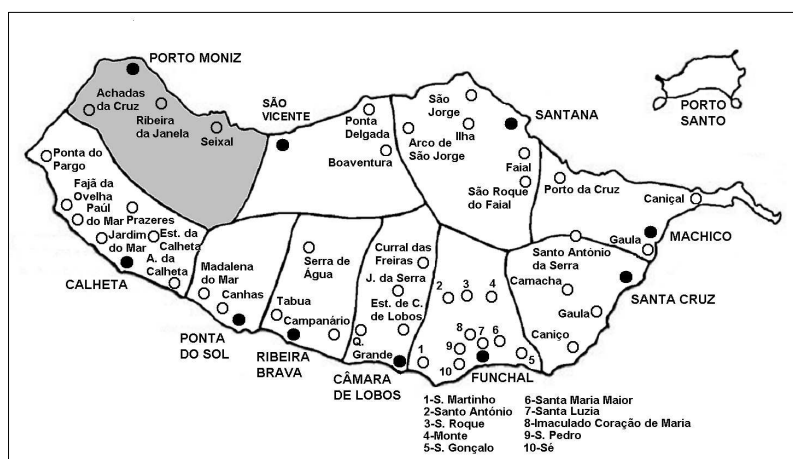 PORTO MONIZ
Achadas
da Cruz
Ribeira
da Janela
Seixal
SÃO
VICENTE
Ponta
Delgada
Boaventura
São
Jorge
Ilha
Arco de
São Jorge
SANTANA
Faial
São Roque
do Faial
PORTO
SANTO
Ponta do
Pargo
Fajã da
Ovelha
Paúl
do Mar
Prazeres
Jardim
do Mar
Est. da
Calheta
A. da
Calheta
CALHETA
Madalena
do Mar
Canhas
PONTA
DO SOL
Serra de
Água
Tabua
Campanário
RIBEIRA
BRAVA
Curral das
Freiras
J. da Serra
Est. de C.
de Lobos
Q.
Grande
CÂMARA
DE LOBOS
1
2
3
4
5
6
7
8
9
10
FUNCHAL
Porto da Cruz
Caniçal
Gaula
MACHICO
Santo António
da Serra
Camacha
Gaula
Caniço
SANTA CRUZ
1-S. Martinho
2-Santo António
3-S. Roque
4-Monte
5-S. Gonçalo
6-Santa Maria Maior
7-Santa Luzia
8-Imaculado Coração de Maria
9-S. Pedro
10-Sé